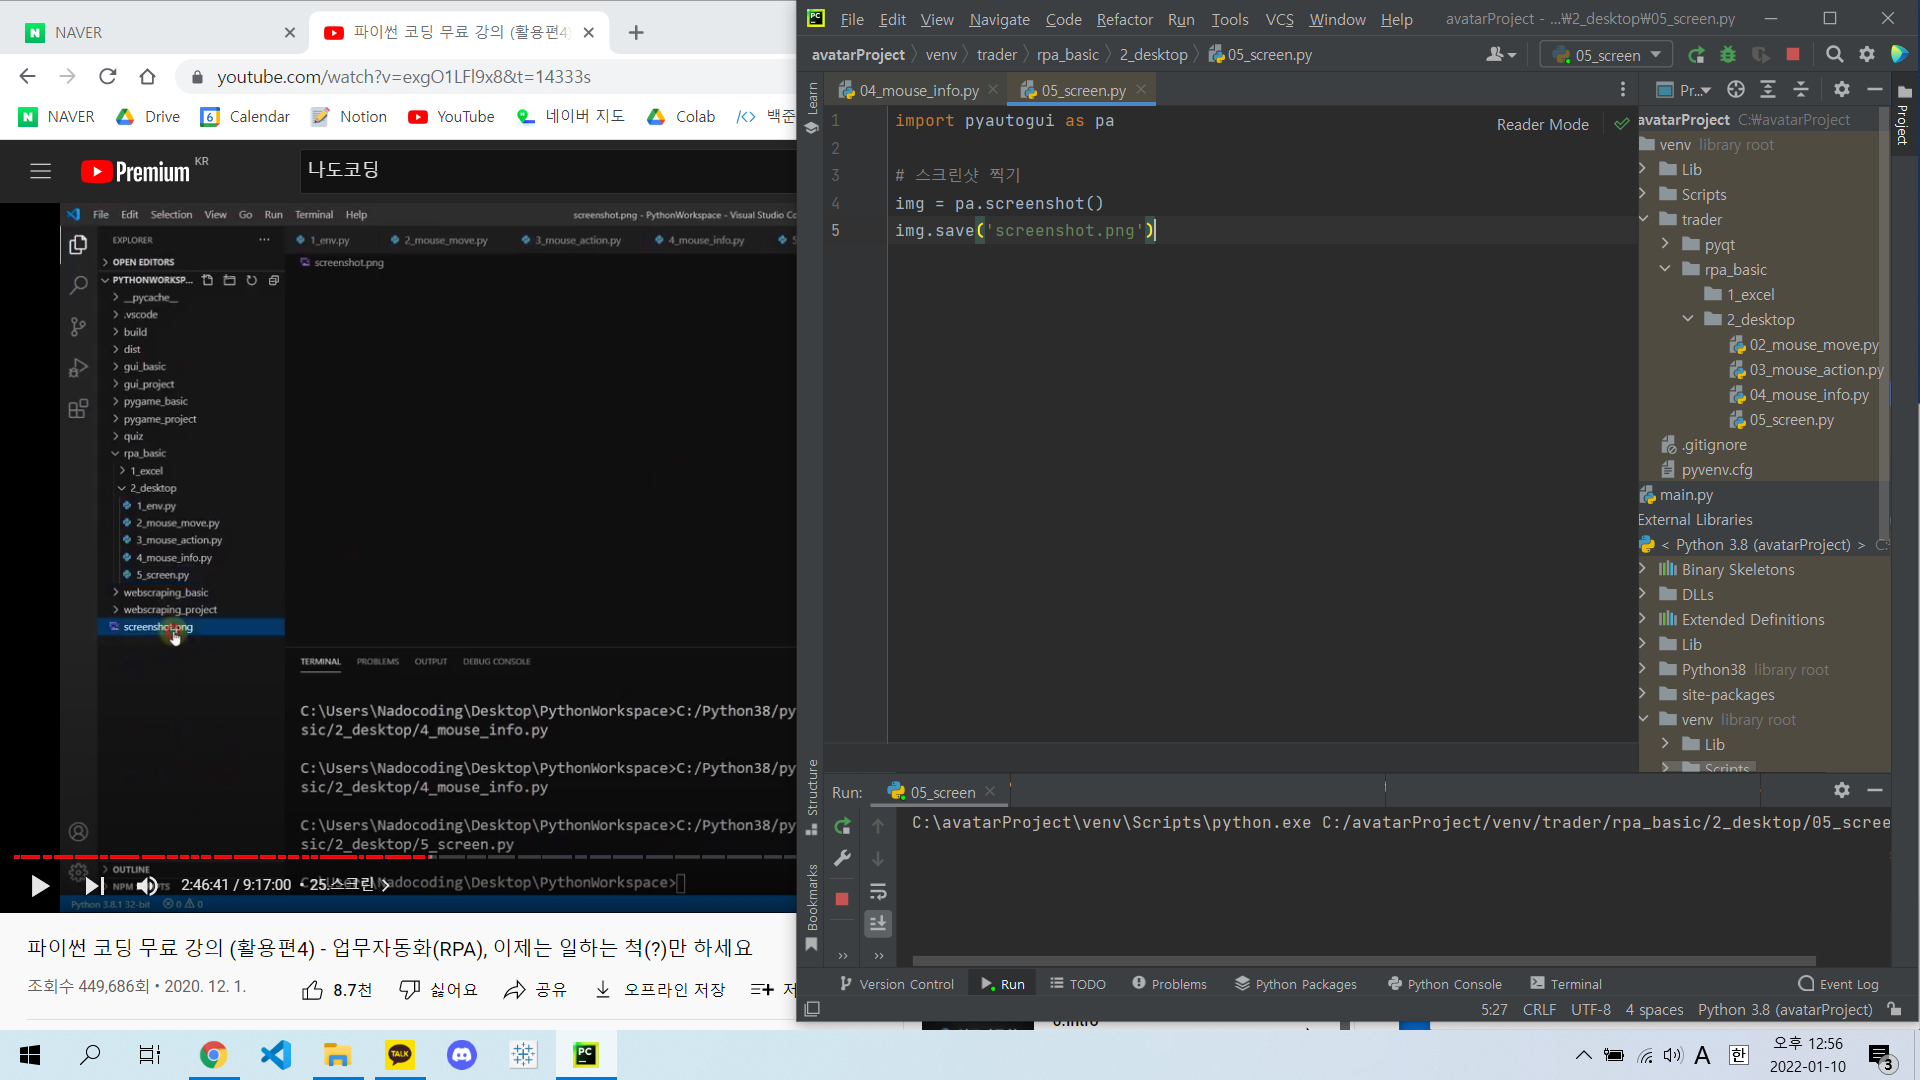 NAVER
파이썬 코딩 무료 강의 (활용편4)
youtube.com/watch?v=exgO1LFl9x8&t=14333s
NAVER
Drive
6
Calendar
Notion
YouTube
네이버 지도
Colab
백준
Premium KR
나도코딩
File Edit Selection View Go Run Terminal Help
screenshot.png - PythonWorkspace - Visual Studio Co
EXPLORER
1_env.py
2_mouse_move.py
3_mouse_action.py
4_mouse_info.py
OPEN EDITORS
screenshot.png
PYTHONWORKSP...
__pycache__
.vscode
build
dist
gui_basic
gui_project
pygame_basic
pygame_project
quiz
rpa_basic
1_excel
2_desktop
1_env.py
2_mouse_move.py
3_mouse_action.py
4_mouse_info.py
5_screen.py
webscraping_basic
webscraping_project
screenshot.png
TERMINAL PROBLEMS OUTPUT DEBUG CONSOLE
C:\Users\Nadocoding\Desktop\PythonWorkspace>C:/Python38/py
sic/2_desktop/4_mouse_info.py
C:\Users\Nadocoding\Desktop\PythonWorkspace>C:/Python38/py
sic/2_desktop/4_mouse_info.py
C:\Users\Nadocoding\Desktop\PythonWorkspace>C:/Python38/py
sic/2_desktop/5_screen.py
C:\Users\Nadocoding\Desktop\PythonWorkspace>
OUTLINE
2:46:41 / 9:17:00 • 25.스크린
Python 3.8.1 32-bit 0 0
파이썬 코딩 무료 강의 (활용편4) - 업무자동화(RPA), 이제는 일하는 척(?)만 하세요
조회수 449,686회 • 2020. 12. 1.
8.7천
싫어요
공유
오프라인 저장
저
PC
File Edit View Navigate Code Refactor Run Tools VCS Window Help
avatarProject - ...₩2_desktop₩05_screen.py
avatarProject venv trader rpa_basic 2_desktop 05_screen.py
05_screen
Learn
04_mouse_info.py
05_screen.py
Pr...
Project
Reader Mode
1 import pyautogui as pa
2
3 # 스크린샷 찍기
4 img = pa.screenshot()
5 img.save('screenshot.png')
avatarProject C:₩avatarProject
venv library root
Lib
Scripts
trader
pyqt
rpa_basic
1_excel
2_desktop
02_mouse_move.py
03_mouse_action.py
04_mouse_info.py
05_screen.py
.gitignore
pyvenv.cfg
main.py
External Libraries
< Python 3.8 (avatarProject) >
Binary Skeletons
DLLs
Extended Definitions
Lib
Python38 library root
site-packages
venv library root
Lib
Scripts
Structure
Bookmarks
Run: 05_screen
C:\avatarProject\venv\Scripts\python.exe C:/avatarProject/venv/trader/rpa_basic/2_desktop/05_scree
Version Control
Run
TODO
Problems
Python Packages
Python Console
Terminal
Event Log
5:27 CRLF UTF-8 4 spaces Python 3.8 (avatarProject)
0.intro
TALK
PC
A
한
오후 12:56
2022-01-10
3